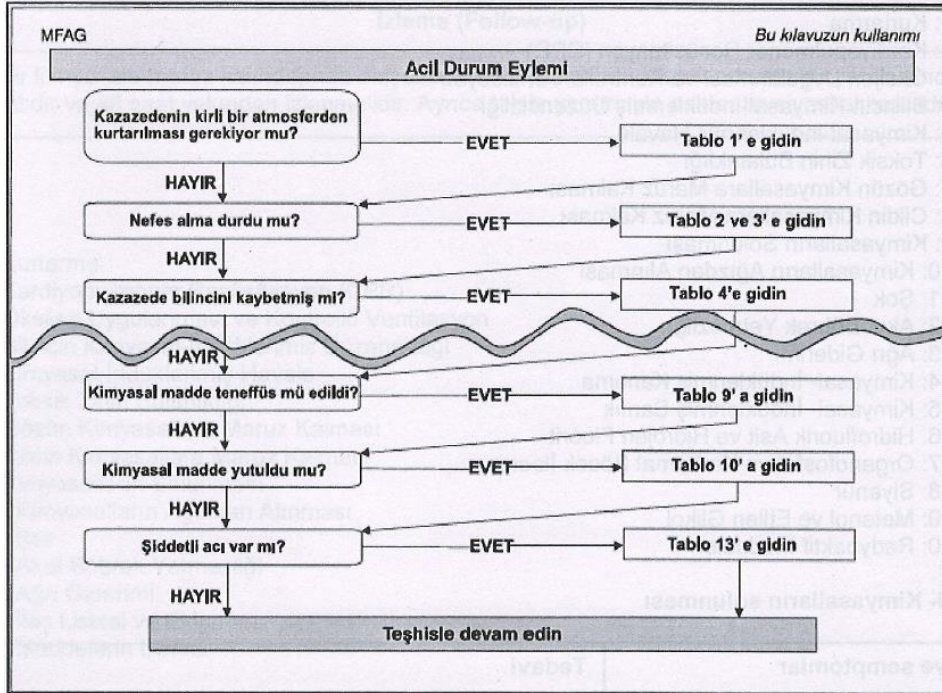 MFAG
Bu kılavuzun kullanımı
Acil Durum Eylemi
Kazazedenin kirli bir atmosferden
kurtarılması gerekiyor mu?
EVET
Tablo 1' e gidin
HAYIR
Nefes alma durdu mu?
EVET
Tablo 2 ve 3' e gidin
HAYIR
Kazazede bilincini kaybetmiş mi?
EVET
Tablo 4'e gidin
HAYIR
Kimyasal madde teneffüs mü edildi?
EVET
Tablo 9' a gidin
HAYIR
Kimyasal madde yutuldu mu?
EVET
Tablo 10' a gidin
HAYIR
Şiddetli acı var mı?
EVET
Tablo 13' e gidin
HAYIR
Teşhisle devam edin